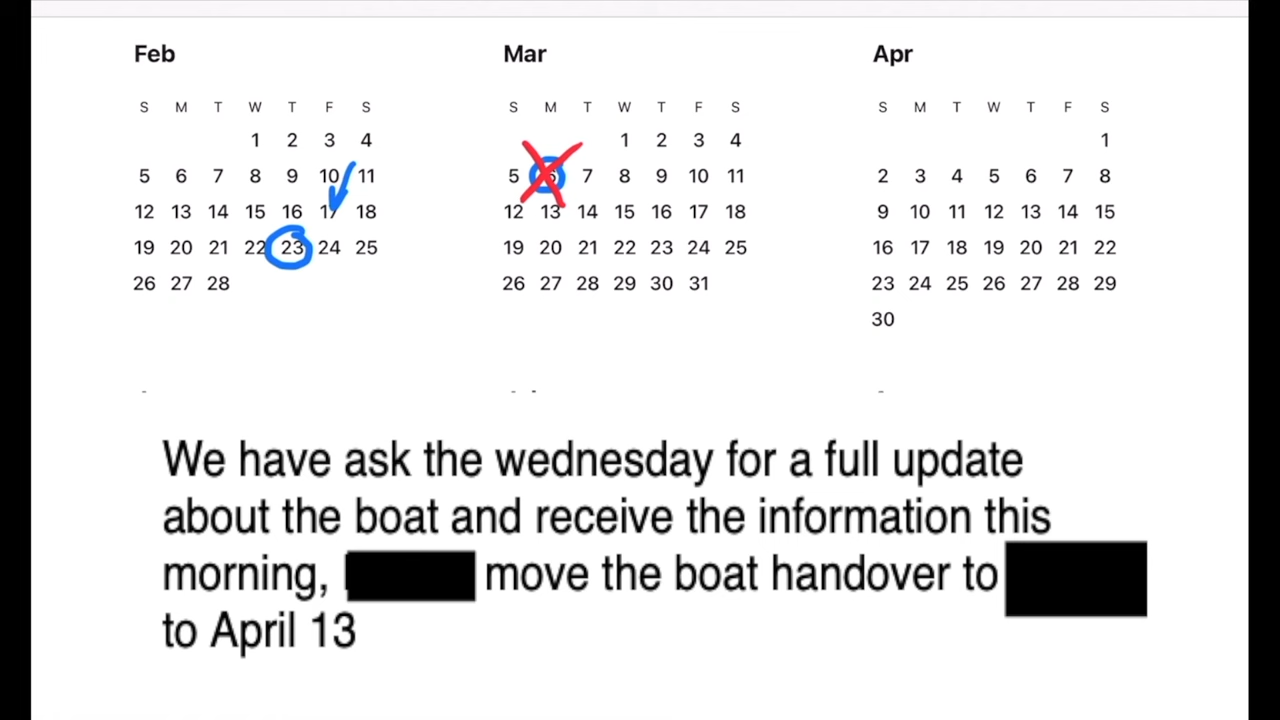 Feb Mar Apr
S M T W T F S S M T W T F S S M T W T F S
1 2 3 4 1 2 3 4 1
5 6 7 8 9 10 11 5 6 7 8 9 10 11 2 3 4 5 6 7 8
12 13 14 15 16 17 18 12 13 14 15 16 17 18 9 10 11 12 13 14 15
19 20 21 22 23 24 25 19 20 21 22 23 24 25 16 17 18 19 20 21 22
26 27 28 26 27 28 29 30 31 23 24 25 26 27 28 29
30
We have ask the wednesday for a full update
about the boat and receive the information this
morning, move the boat handover to
to April 13